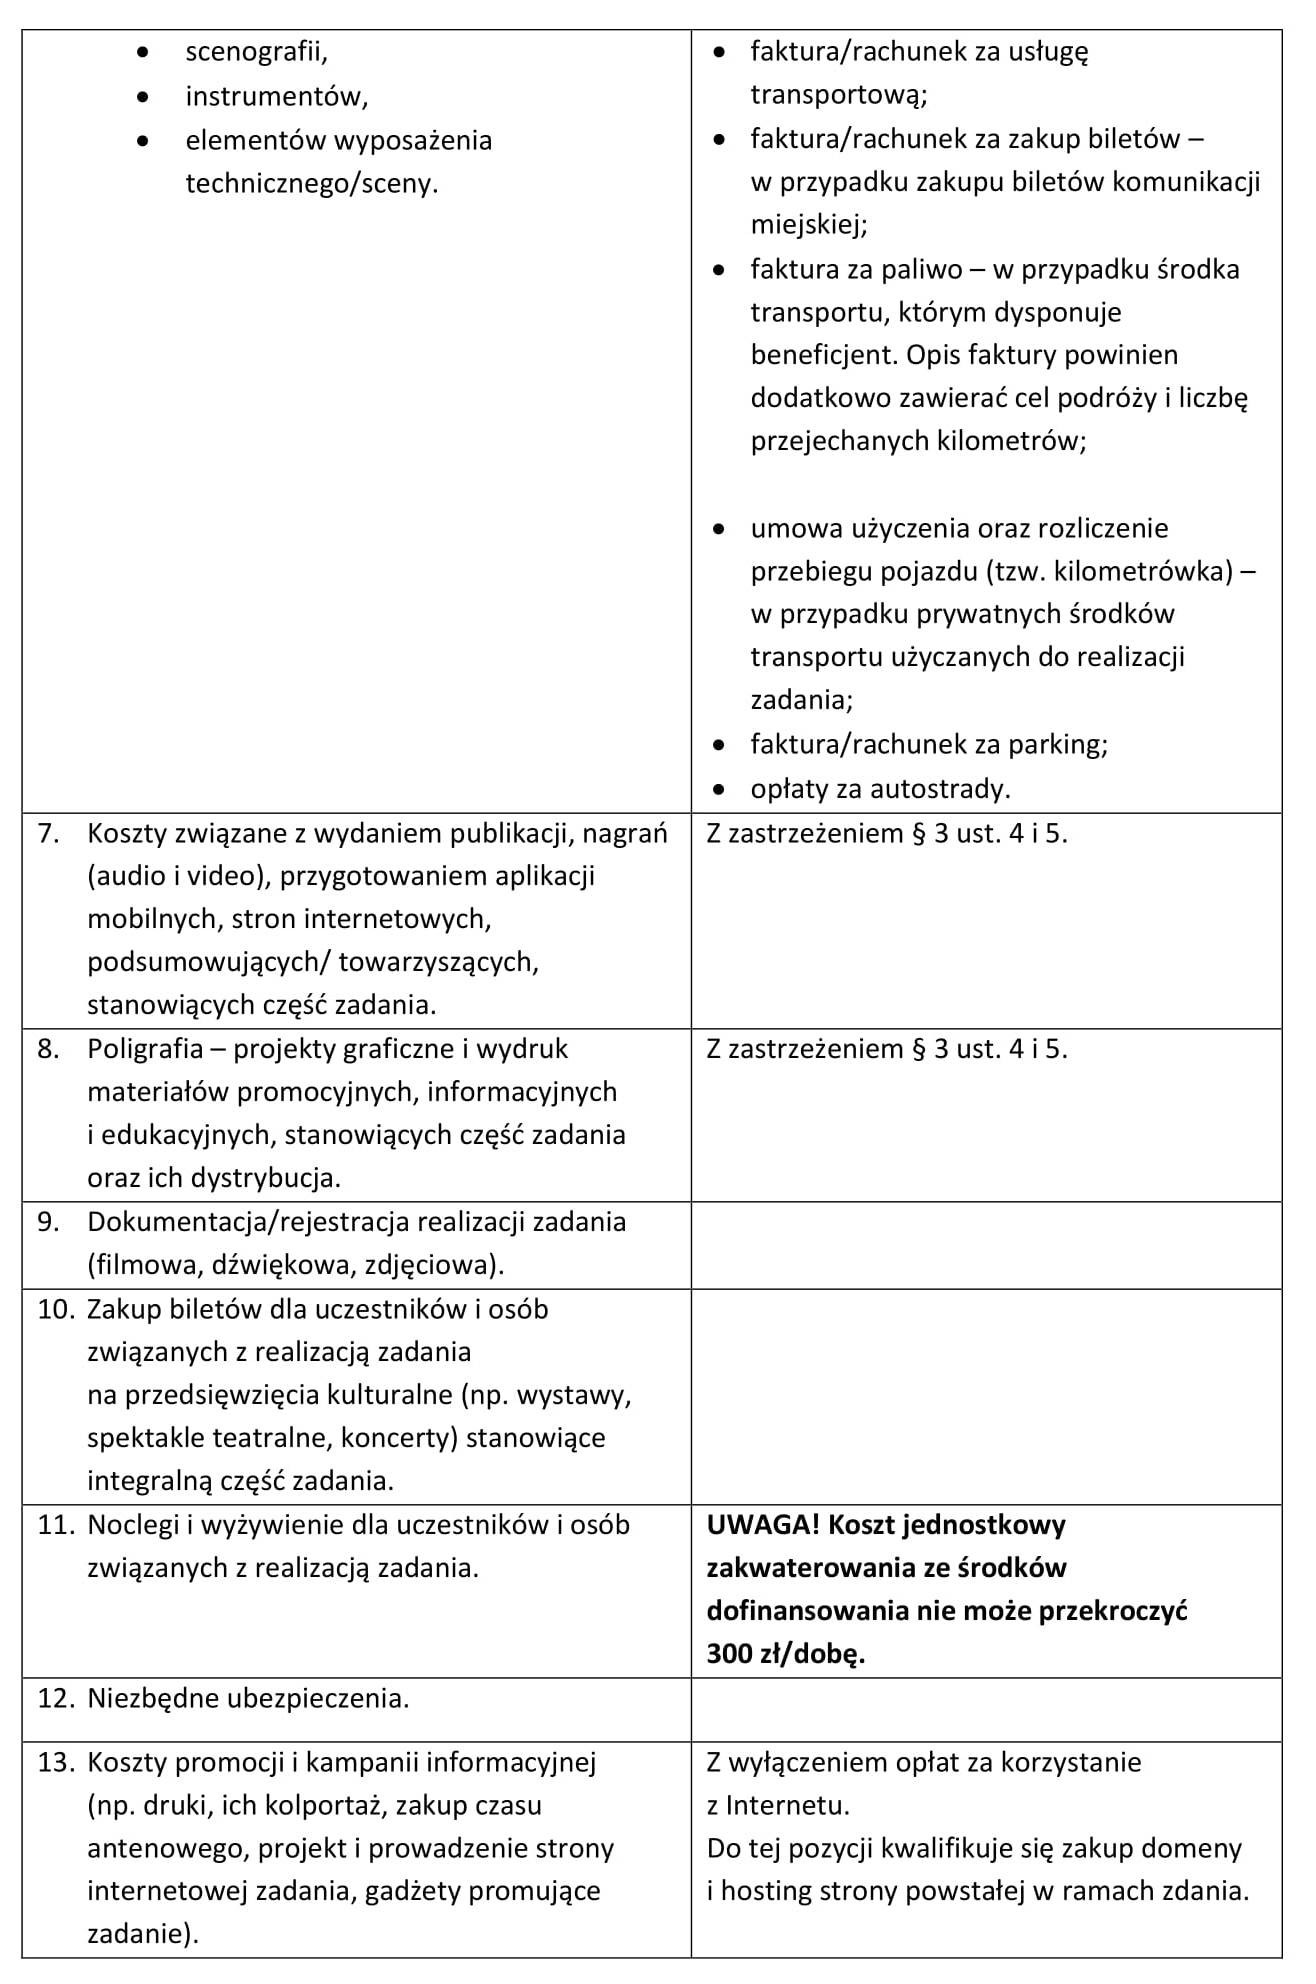 • scenografii,
• instrumentów,
• elementów wyposażenia
technicznego/sceny.
• faktura/rachunek za usługę
transportową;
• faktura/rachunek za zakup biletów –
w przypadku zakupu biletów komunikacji
miejskiej;
• faktura za paliwo – w przypadku środka
transportu, którym dysponuje
beneficjent. Opis faktury powinien
dodatkowo zawierać cel podróży i liczbę
przejechanych kilometrów;
• umowa użyczenia oraz rozliczenie
przebiegu pojazdu (tzw. kilometrówka) –
w przypadku prywatnych środków
transportu użyczanych do realizacji
zadania;
• faktura/rachunek za parking;
• opłaty za autostrady.
7. Koszty związane z wydaniem publikacji, nagrań
(audio i video), przygotowaniem aplikacji
mobilnych, stron internetowych,
podsumowujących/ towarzyszących,
stanowiących część zadania.
Z zastrzeżeniem § 3 ust. 4 i 5.
8. Poligrafia – projekty graficzne i wydruk
materiałów promocyjnych, informacyjnych
i edukacyjnych, stanowiących część zadania
oraz ich dystrybucja.
Z zastrzeżeniem § 3 ust. 4 i 5.
9. Dokumentacja/rejestracja realizacji zadania
(filmowa, dźwiękowa, zdjęciowa).
10. Zakup biletów dla uczestników i osób
związanych z realizacją zadania
na przedsięwzięcia kulturalne (np. wystawy,
spektakle teatralne, koncerty) stanowiące
integralną część zadania.
11. Noclegi i wyżywienie dla uczestników i osób
związanych z realizacją zadania.
UWAGA! Koszt jednostkowy
zakwaterowania ze środków
dofinansowania nie może przekroczyć
300 zł/dobę.
12. Niezbędne ubezpieczenia.
13. Koszty promocji i kampanii informacyjnej
(np. druki, ich kolportaż, zakup czasu
antenowego, projekt i prowadzenie strony
internetowej zadania, gadżety promujące
zadanie).
Z wyłączeniem opłat za korzystanie
z Internetu.
Do tej pozycji kwalifikuje się zakup domeny
i hosting strony powstałej w ramach zdania.